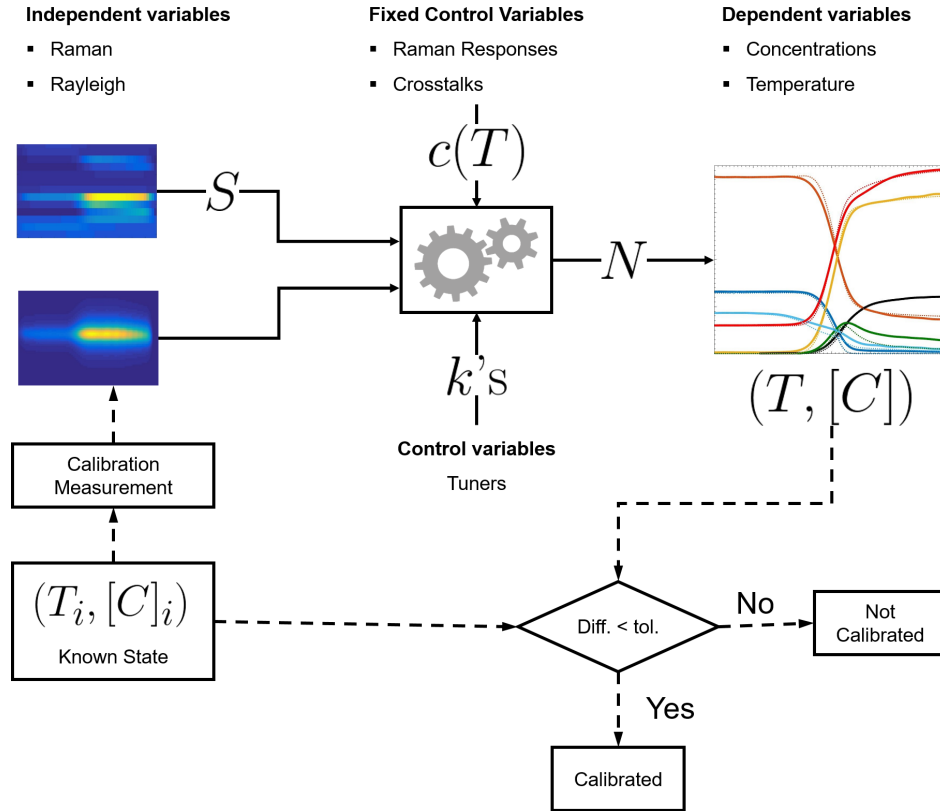 Independent variables
▪ Raman
▪ Rayleigh
Fixed Control Variables
▪ Raman Responses
▪ Crosstalks
Dependent variables
▪ Concentrations
▪ Temperature
c(T)
S
N
k's
(T, [C])
Control variables
Tuners
Calibration
Measurement
(T_i, [C]_i)
Known State
Diff. < tol.
No
Not
Calibrated
Yes
Calibrated